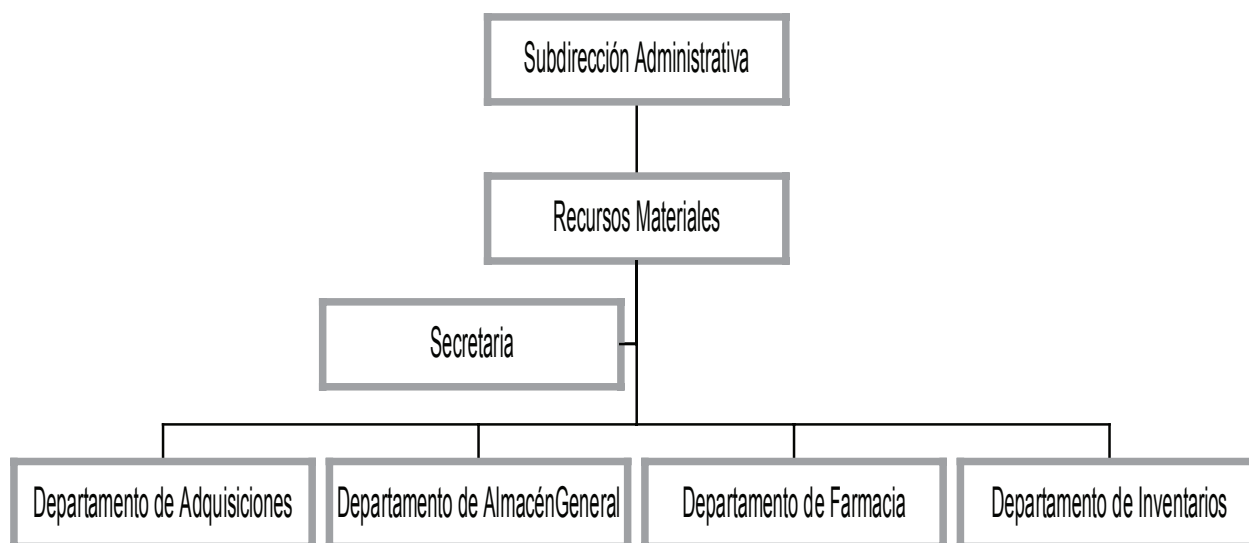 Subdirección Administrativa
Recursos Materiales
Secretaria
Departamento de Adquisiciones
Departamento de AlmacénGeneral
Departamento de Farmacia
Departamento de Inventarios